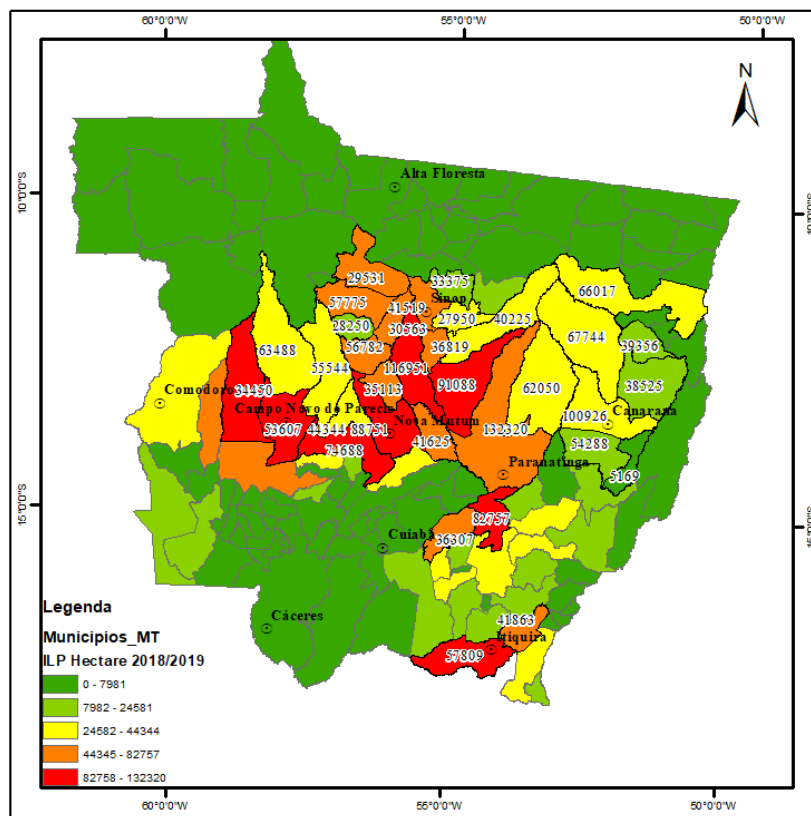 60°0'0"W 55°0'0"W 50°0'0"W
N
Alta Floresta
10°0'0"S
29531
33375
66017
57775
41519
Sinop
28250
30563
27950
40225
67744
63488
56782
36819
39356
55544
116951
91088
34450
35113
62050
38525
Comodoro
Campo Novo do Parecis
Nova Mutum
100926
Canarana
53607
44344
88751
41625
132320
54288
74688
Paranatinga
5169
15°0'0"S
82757
Cuiabá
36307
Cáceres
41863
Itiquira
57809
Legenda
Municipios_MT
ILP Hectare 2018/2019
0 - 7981
7982 - 24581
24582 - 44344
44345 - 82757
82758 - 132320
60°0'0"W 55°0'0"W 50°0'0"W